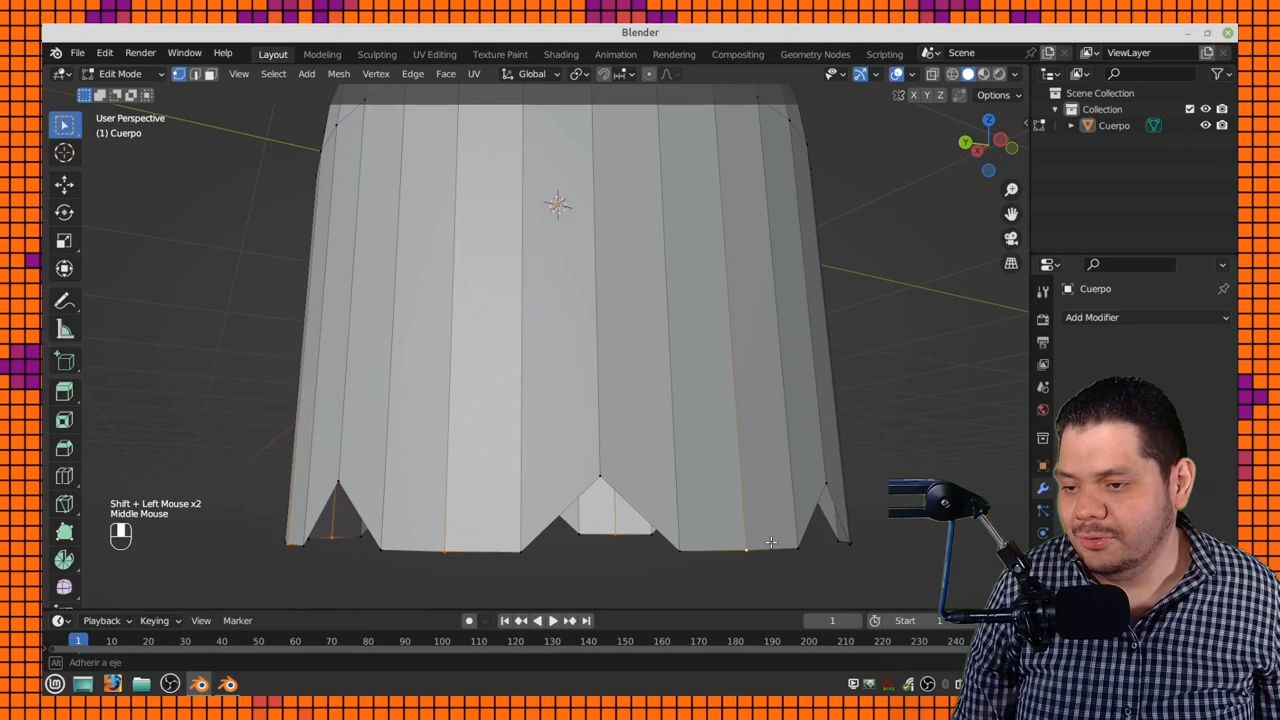 Blender
File Edit Render Window Help Layout Modeling Sculpting UV Editing Texture Paint Shading Animation Rendering Compositing Geometry Nodes Scripting Scene ViewLayer
Edit Mode View Select Add Mesh Vertex Edge Face UV Global
X Y Z Options
Scene Collection
Collection
Cuerpo
User Perspective
(1) Cuerpo
Z
Y
X
Cuerpo
Add Modifier
Shift + Left Mouse x2
Middle Mouse
Playback Keying View Marker 1 Start 1
1 10 20 30 40 50 60 70 80 90 100 110 120 130 140 150 160 170 180 190 200 210 220 230 240
Alt Adherir a eje